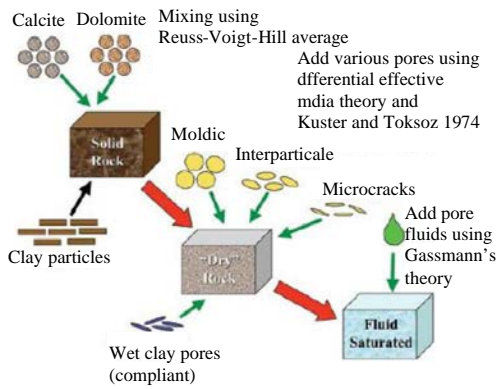 Calcite
Dolomite
Mixing using
Reuss-Voigt-Hill average
Add various pores using
dfferential effective
mdia theory and
Kuster and Toksoz 1974
Solid
Rock
Moldic
Interparticale
Microcracks
Add pore
fluids using
Gassmann's
theory
Clay particles
"Dry"
Rock
Fluid
Saturated
Wet clay pores
(compliant)